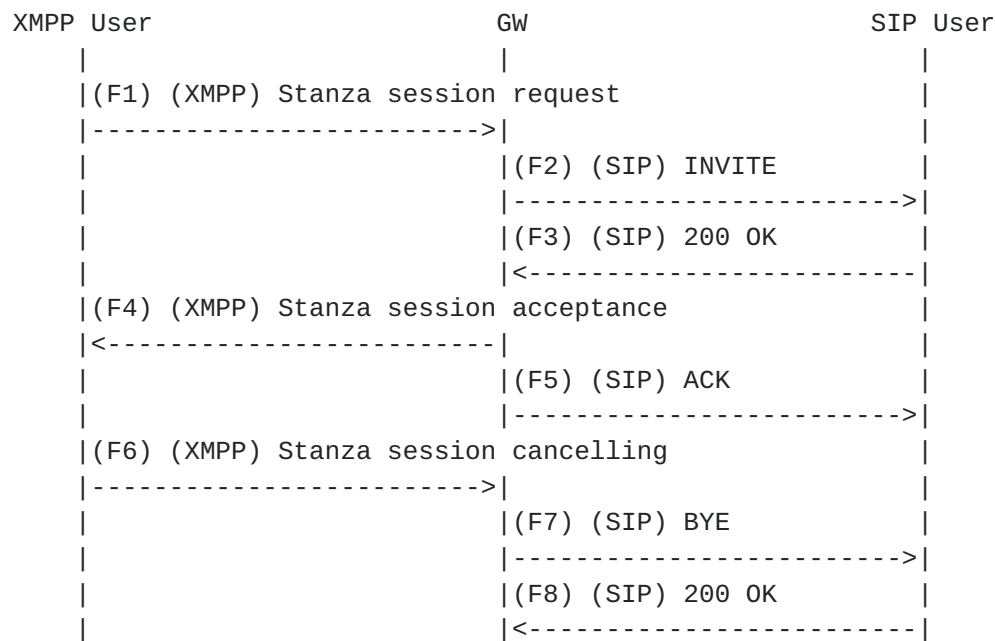 XMPP User                      GW                      SIP User
    |                          |                          |
    |(F1) (XMPP) Stanza session request                   |
    |------------------------->|                          |
    |                          |(F2) (SIP) INVITE         |
    |                          |------------------------->|
    |                          |(F3) (SIP) 200 OK         |
    |                          |<-------------------------|
    |(F4) (XMPP) Stanza session acceptance                |
    |<-------------------------|                          |
    |                          |(F5) (SIP) ACK            |
    |                          |------------------------->|
    |(F6) (XMPP) Stanza session cancelling                |
    |------------------------->|                          |
    |                          |(F7) (SIP) BYE            |
    |                          |------------------------->|
    |                          |(F8) (SIP) 200 OK         |
    |                          |<-------------------------|